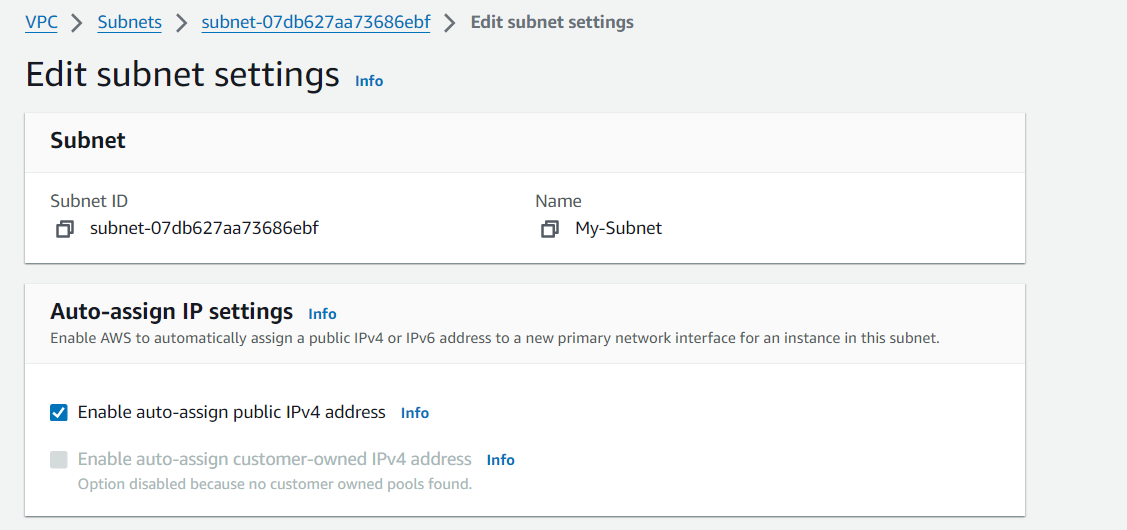 VPC > Subnets > subnet-07db627aa73686ebf > Edit subnet settings
Edit subnet settings Info
Subnet
Subnet ID
subnet-07db627aa73686ebf
Name
My-Subnet
Auto-assign IP settings Info
Enable AWS to automatically assign a public IPv4 or IPv6 address to a new primary network interface for an instance in this subnet.
Enable auto-assign public IPv4 address Info
Enable auto-assign customer-owned IPv4 address Info
Option disabled because no customer owned pools found.